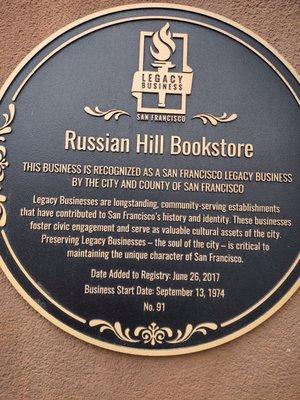 LEGACY
BUSINESS
SAN FRANCISCO
Russian Hill Bookstore
THIS BUSINESS IS RECOGNIZED AS A SAN FRANCISCO LEGACY BUSINESS
BY THE CITY AND COUNTY OF SAN FRANCISCO
Legacy Businesses are longstanding, community-serving establishments
that have contributed to San Francisco's history and identity. These businesses
foster civic engagement and serve as valuable cultural assets of the city.
Preserving Legacy Businesses – the soul of the city – is critical to
maintaining the unique character of San Francisco.
Date Added to Registry: June 26, 2017
Business Start Date: September 13, 1974
No. 91